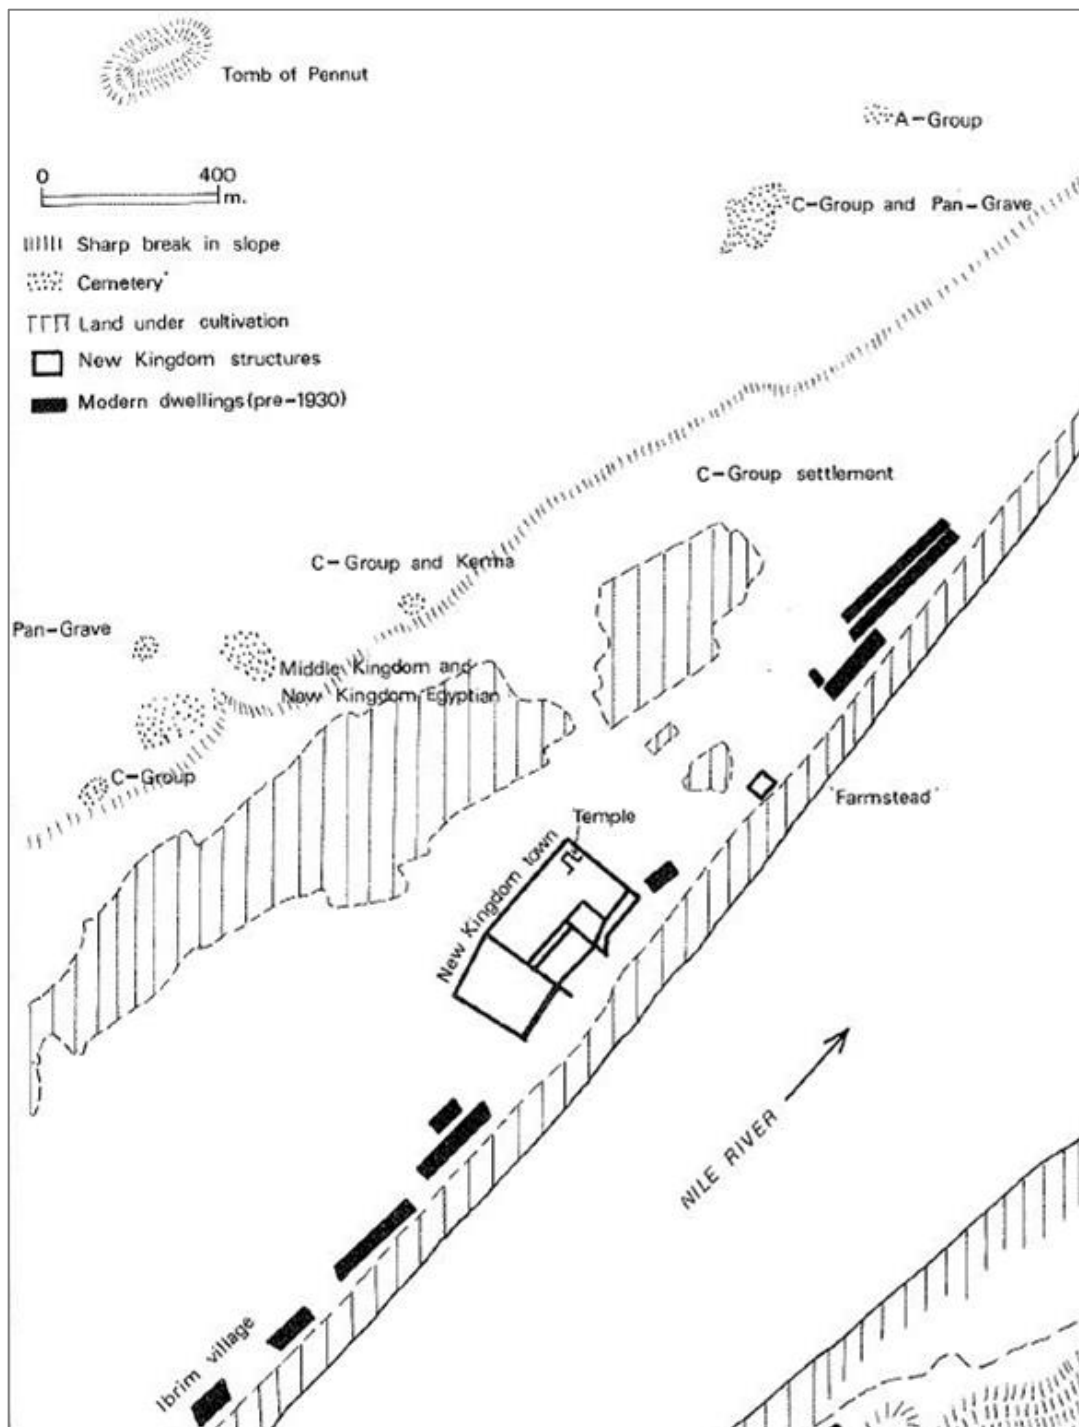 Tomb of Pennut
A-Group
0 400
m.
C-Group and Pan-Grave
Sharp break in slope
Cemetery
Land under cultivation
New Kingdom structures
Modern dwellings (pre-1930)
C-Group settlement
C-Group and Kerma
Pan-Grave
Middle Kingdom and
New Kingdom Egyptian
C-Group
'Farmstead'
Temple
New Kingdom town
NILE RIVER
Ibrim village